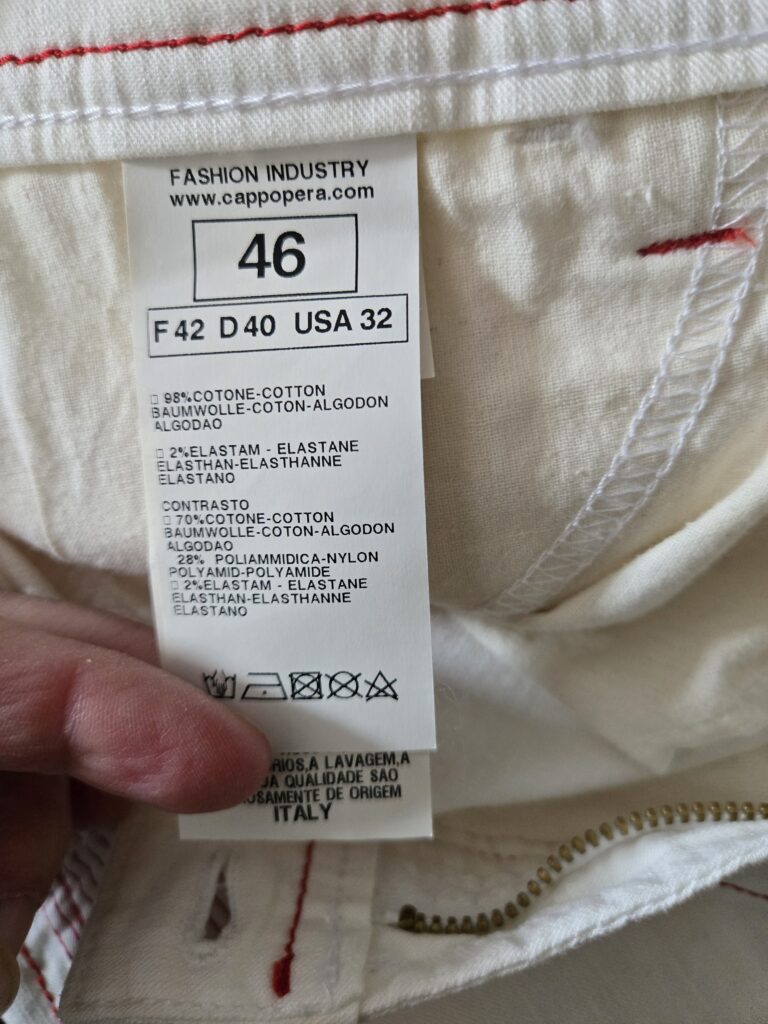 FASHION INDUSTRY
www.cappopera.com
46
F 42 D 40 USA 32
98%COTONE-COTTON
BAUMWOLLE-COTON-ALGODON
ALGODAO
2%ELASTAM - ELASTANE
ELASTHAN-ELASTHANNE
ELASTANO
CONTRASTO
70%COTONE-COTTON
BAUMWOLLE-COTON-ALGODON
ALGODAO
28% POLIAMMIDICA-NYLON
POLYAMID-POLYAMIDE
2%ELASTAM - ELASTANE
ELASTHAN-ELASTHANNE
ELASTANO
A LAVAGEM,A
QUALIDADE SAO
DE ORIGEM
ITALY